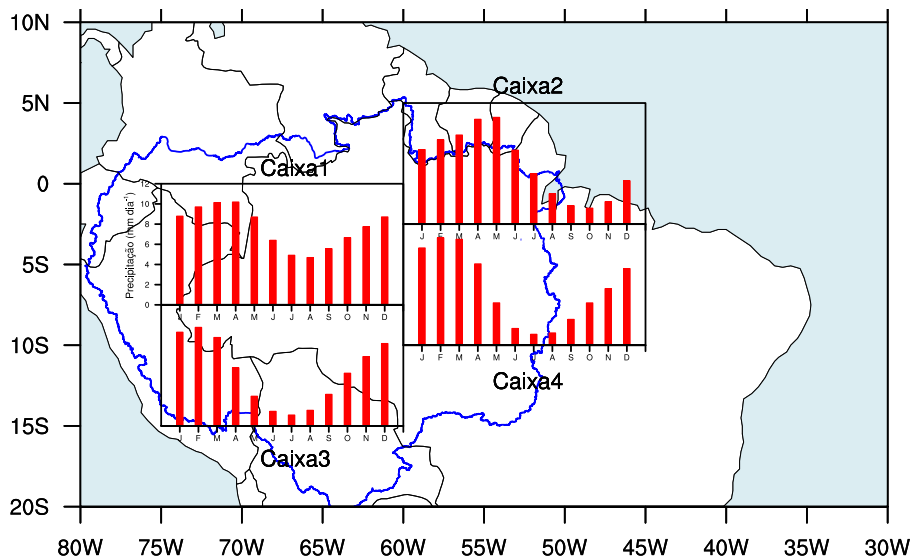 10N
5N
0
5S
10S
15S
20S
80W 75W 70W 65W 60W 55W 50W 45W 40W 35W 30W
Caixa2
J F M A M J J A S O N D
Caixa1
Precipitação (mm dia⁻¹)
12
10
8
6
4
2
0
J F M A M J J A S O N D
J F M A M J J A S O N D
Caixa4
J F M A M J J A S O N D
Caixa3